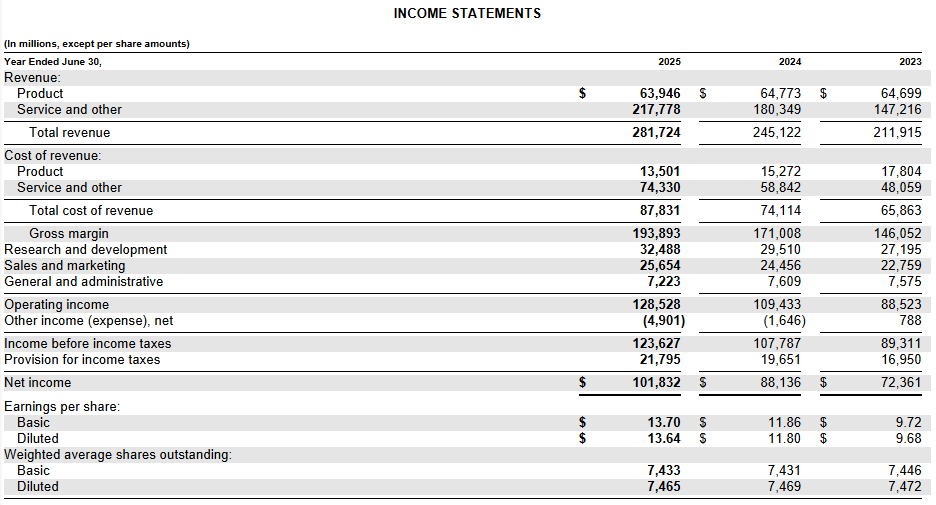 INCOME STATEMENTS
(In millions, except per share amounts)
Year Ended June 30, 2025 2024 2023
Revenue:
Product $ 63,946 $ 64,773 $ 64,699
Service and other 217,778 180,349 147,216
Total revenue 281,724 245,122 211,915
Cost of revenue:
Product 13,501 15,272 17,804
Service and other 74,330 58,842 48,059
Total cost of revenue 87,831 74,114 65,863
Gross margin 193,893 171,008 146,052
Research and development 32,488 29,510 27,195
Sales and marketing 25,654 24,456 22,759
General and administrative 7,223 7,609 7,575
Operating income 128,528 109,433 88,523
Other income (expense), net (4,901) (1,646) 788
Income before income taxes 123,627 107,787 89,311
Provision for income taxes 21,795 19,651 16,950
Net income $ 101,832 $ 88,136 $ 72,361
Earnings per share:
Basic $ 13.70 $ 11.86 $ 9.72
Diluted $ 13.64 $ 11.80 $ 9.68
Weighted average shares outstanding:
Basic 7,433 7,431 7,446
Diluted 7,465 7,469 7,472